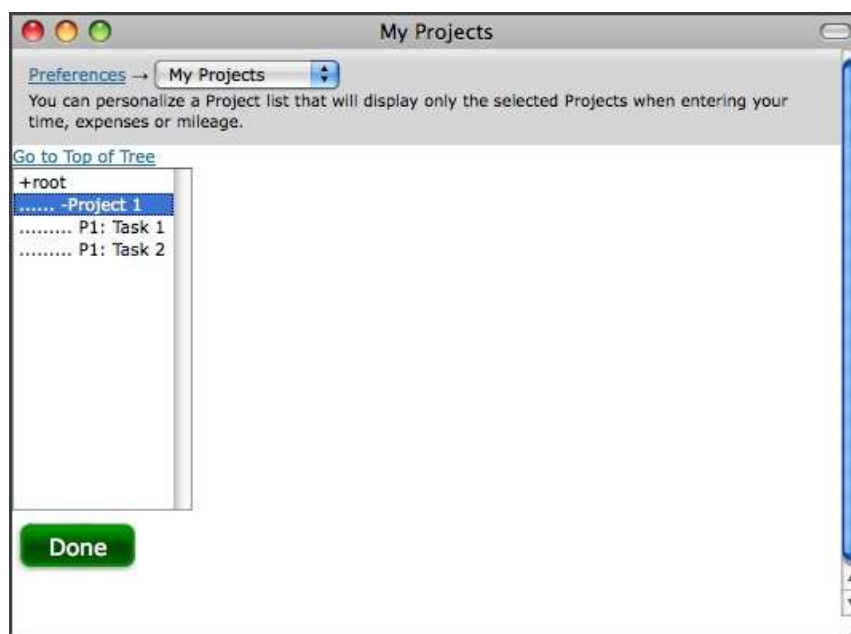 My Projects
Preferences → My Projects
You can personalize a Project list that will display only the selected Projects when entering your
time, expenses or mileage.
Go to Top of Tree
+root
...... -Project 1
......... P1: Task 1
......... P1: Task 2
Done